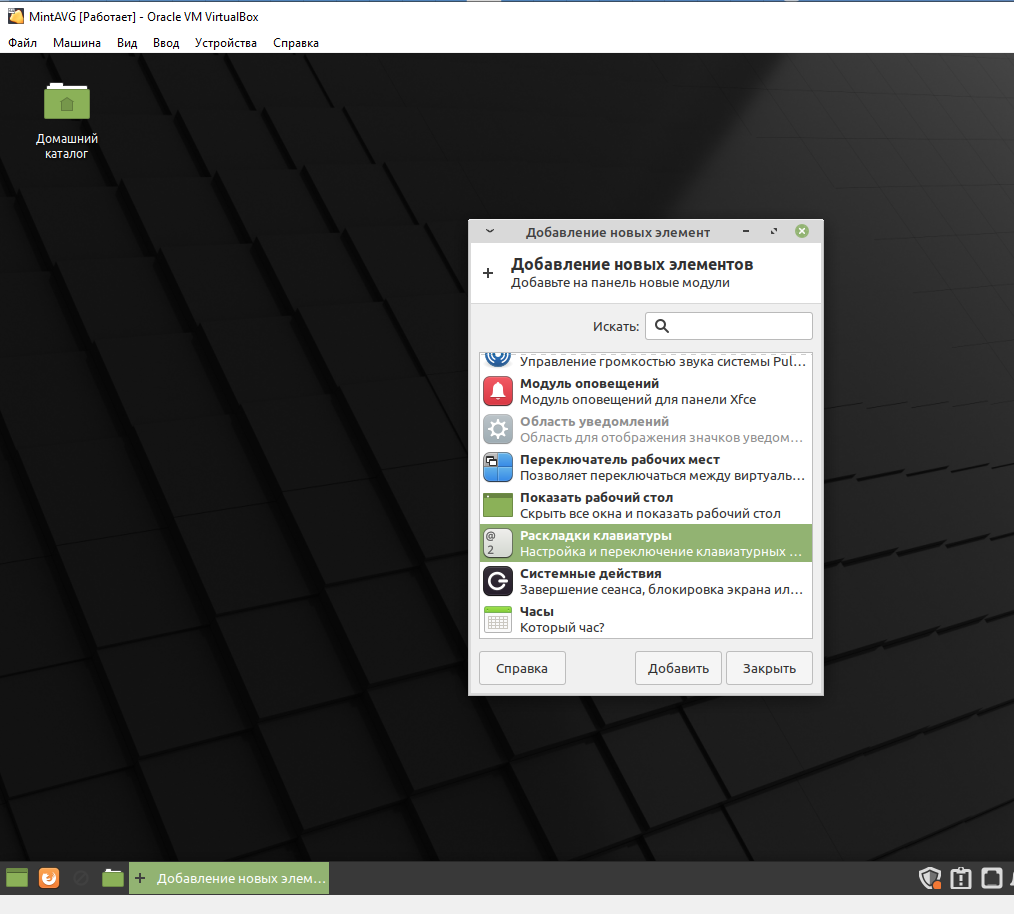 MintAVG [Работает] - Oracle VM VirtualBox
Файл Машина Вид Ввод Устройства Справка
Домашний
каталог
Добавление новых элемент
Добавление новых элементов
Добавьте на панель новые модули
Искать:
Управление громкостью звука системы Pul...
Модуль оповещений
Модуль оповещений для панели Xfce
Область уведомлений
Область для отображения значков уведом...
Переключатель рабочих мест
Позволяет переключаться между виртуаль...
Показать рабочий стол
Скрыть все окна и показать рабочий стол
Раскладки клавиатуры
Настройка и переключение клавиатурных ...
Системные действия
Завершение сеанса, блокировка экрана ил...
Часы
Который час?
Справка Добавить Закрыть
Добавление новых элем...